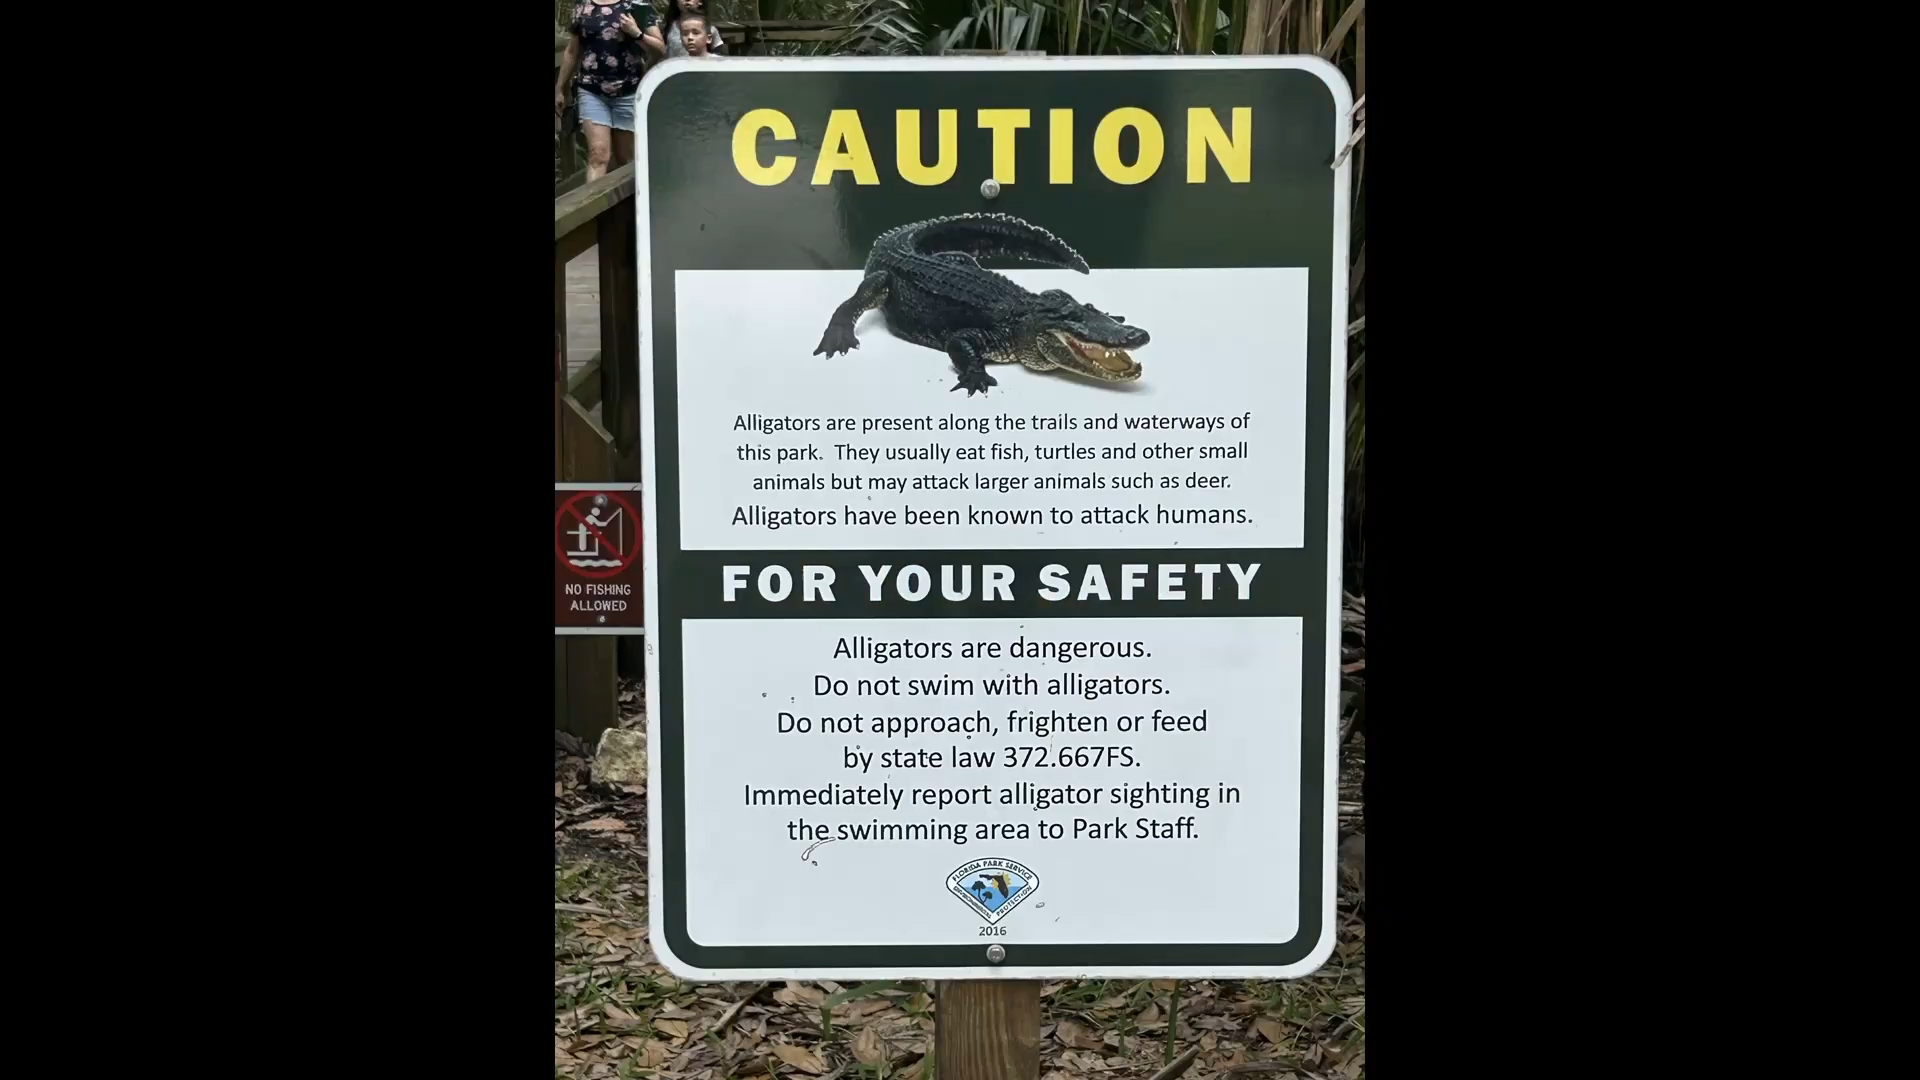 CAUTION
Alligators are present along the trails and waterways of
this park. They usually eat fish, turtles and other small
animals but may attack larger animals such as deer.
Alligators have been known to attack humans.
FOR YOUR SAFETY
Alligators are dangerous.
Do not swim with alligators.
Do not approach, frighten or feed
by state law 372.667FS.
Immediately report alligator sighting in
the swimming area to Park Staff.
FLORIDA PARK SERVICE
ENVIRONMENTAL PROTECTION
2016
NO FISHING
ALLOWED